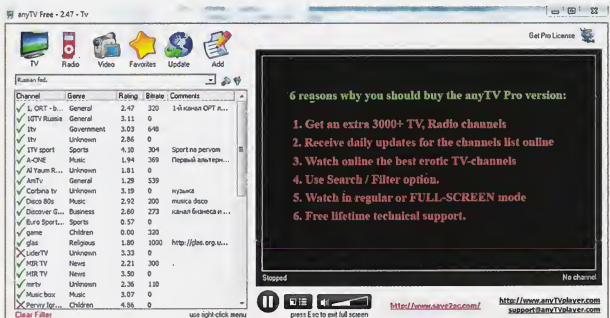 anyTV Free - 2.47 - Tv
Get Pro License
TV Radio Video Favorites Update Add
Russian fed.
Channel Genre Rating Bitrate Comments
1, ORT - b... General 2.47 320 1-й канал ОРТ л...
1GTV Russia General 3.11 0
1tv Government 3.03 648
1tv Unknown 2.86 0
1TV sport Sports 4.10 304 Sport na pervom
A-ONE Music 1.94 369 Первый альтерн...
Al Yaum R... Unknown 1.81 0
AmTv General 1.29 539
Corbina tv Unknown 3.19 0 музыка
Disco 80s Music 2.92 200 musica disco
Discover G... Business 2.60 273 канал бизнеса и ...
Euro Sport... Sports 0.57 0
game Children 0.00 320
glas Religious 1.80 1000 http://glas.org.u...
LiderTV Unknown 3.33 0
MIR TV News 2.21 300 .
MIR TV News 3.50 0
mrtv Unknown 2.36 110
Music box Music 3.07 0
Pervyy Igr... Children 4.56 0
Clear Filter
use right-click menu
6 reasons why you should buy the anyTV Pro version:
1. Get an extra 3000+ TV, Radio channels
2. Receive daily updates for the channels list online
3. Watch online the best erotic TV-channels
4. Use Search / Filter option.
5. Watch in regular or FULL-SCREEN mode
6. Free lifetime technical support.
Stopped
No channel
press Esc to exit full screen
http://www.save2pc.com/
http://www.anyTVplayer.com
support@anyTVplayer.com